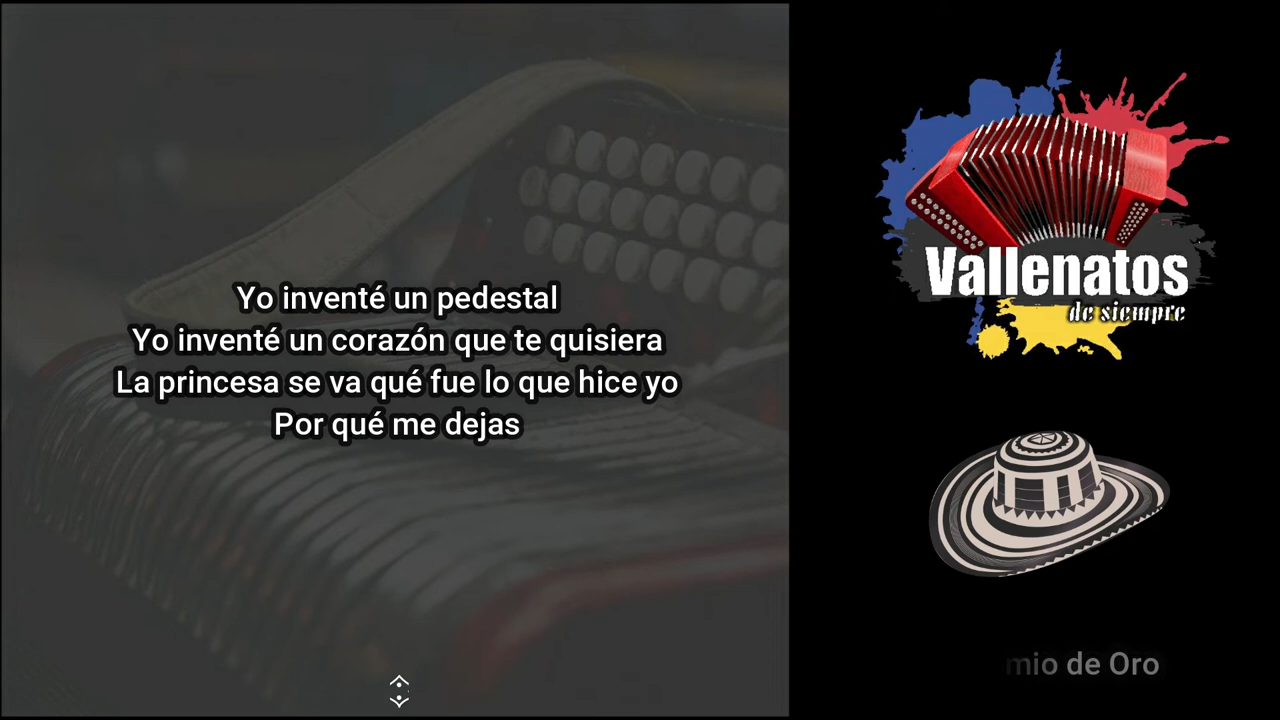 Yo inventé un pedestal
Yo inventé un corazón que te quisiera
La princesa se va qué fue lo que hice yo
Por qué me dejas
Vallenatos
de siempre
mio de Oro